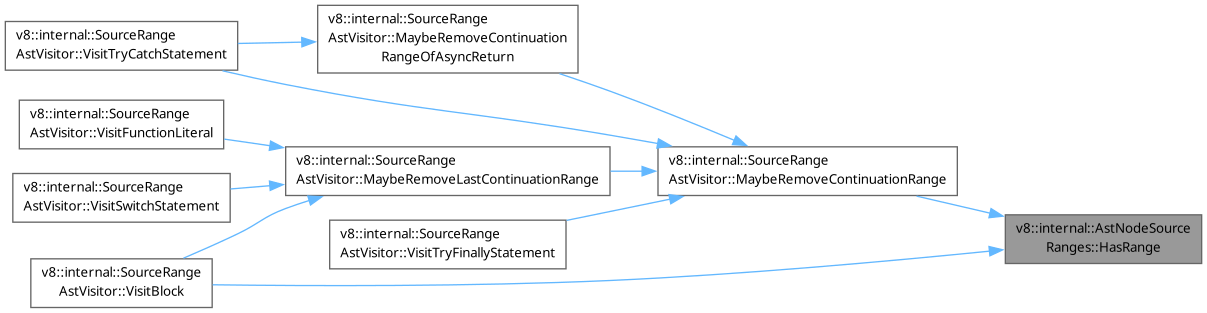 v8::internal::SourceRange
AstVisitor::VisitTryCatchStatement
v8::internal::SourceRange
AstVisitor::MaybeRemoveContinuation
RangeOfAsyncReturn
v8::internal::SourceRange
AstVisitor::VisitFunctionLiteral
v8::internal::SourceRange
AstVisitor::MaybeRemoveLastContinuationRange
v8::internal::SourceRange
AstVisitor::MaybeRemoveContinuationRange
v8::internal::SourceRange
AstVisitor::VisitSwitchStatement
v8::internal::SourceRange
AstVisitor::VisitTryFinallyStatement
v8::internal::AstNodeSource
Ranges::HasRange
v8::internal::SourceRange
AstVisitor::VisitBlock